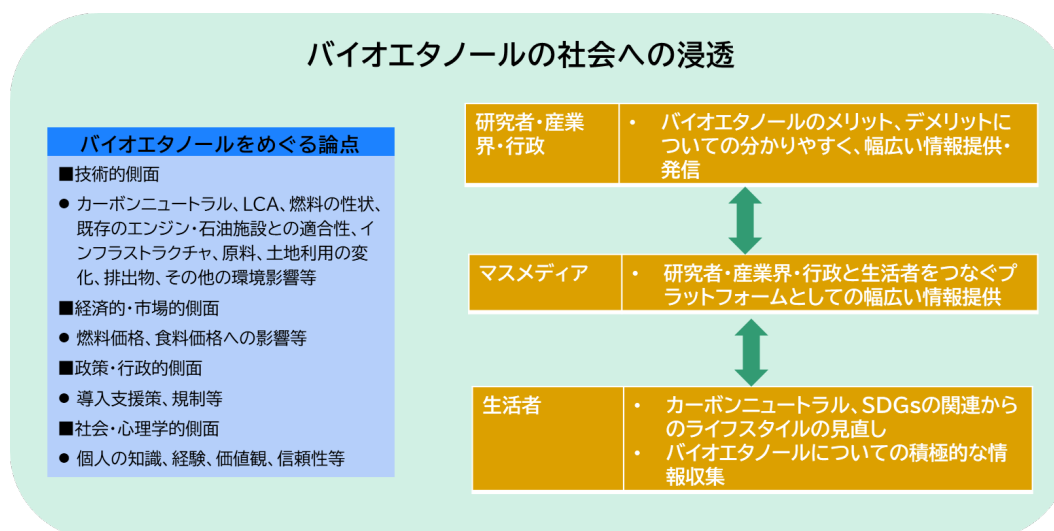 バイオエタノールの社会への浸透
バイオエタノールをめぐる論点
■技術的側面
● カーボンニュートラル、LCA、燃料の性状、
既存のエンジン・石油施設との適合性、イ
ンフラストラクチャ、原料、土地利用の変
化、排出物、その他の環境影響等
■経済的・市場的側面
● 燃料価格、食料価格への影響等
■政策・行政的側面
● 導入支援策、規制等
■社会・心理学的側面
● 個人の知識、経験、価値観、信頼性等
研究者・産業
界・行政
• バイオエタノールのメリット、デメリットに
ついての分かりやすく、幅広い情報提供・
発信
マスメディア
• 研究者・産業界・行政と生活者をつなぐプ
ラットフォームとしての幅広い情報提供
生活者
• カーボンニュートラル、SDGsの関連から
のライフスタイルの見直し
• バイオエタノールについての積極的な情
報収集